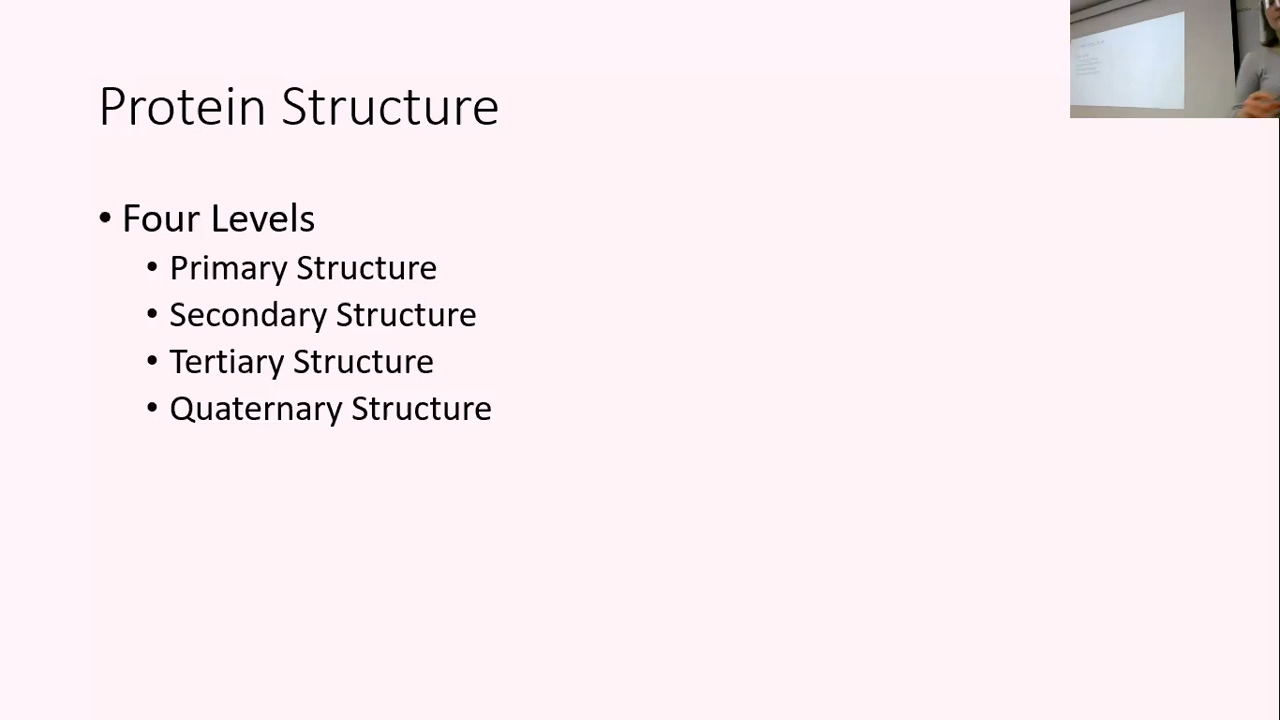 Protein Structure
• Four Levels
• Primary Structure
• Secondary Structure
• Tertiary Structure
• Quaternary Structure